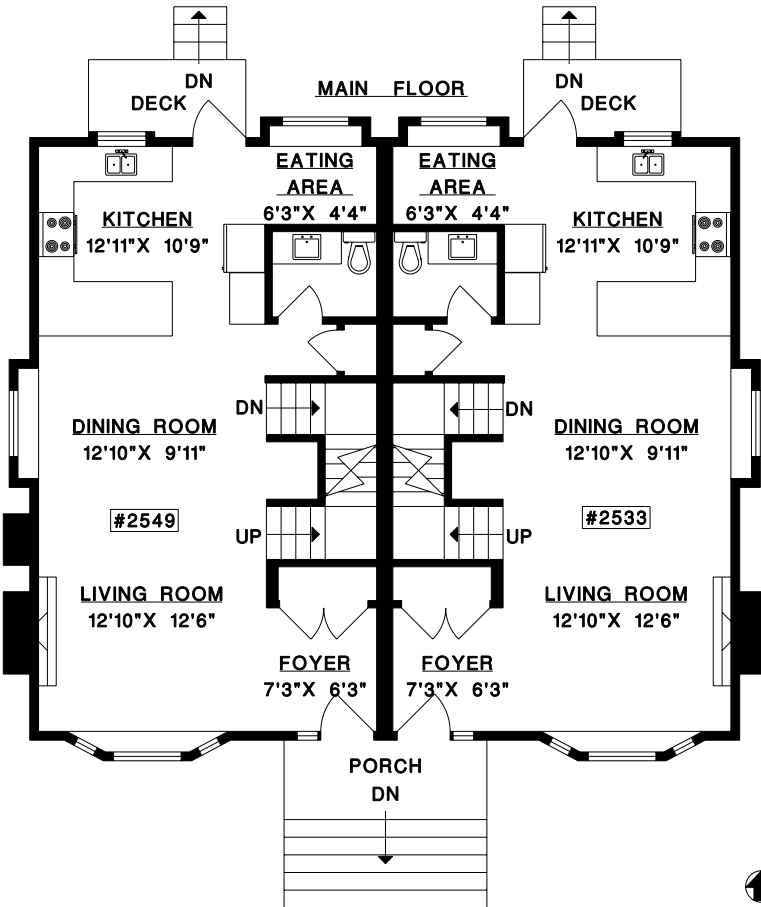 DN
DECK
MAIN FLOOR
DN
DECK
EATING
AREA
6'3"X 4'4"
EATING
AREA
6'3"X 4'4"
KITCHEN
12'11"X 10'9"
KITCHEN
12'11"X 10'9"
DN
DN
DINING ROOM
12'10"X 9'11"
DINING ROOM
12'10"X 9'11"
#2549
#2533
UP
UP
LIVING ROOM
12'10"X 12'6"
LIVING ROOM
12'10"X 12'6"
FOYER
7'3"X 6'3"
FOYER
7'3"X 6'3"
PORCH
DN